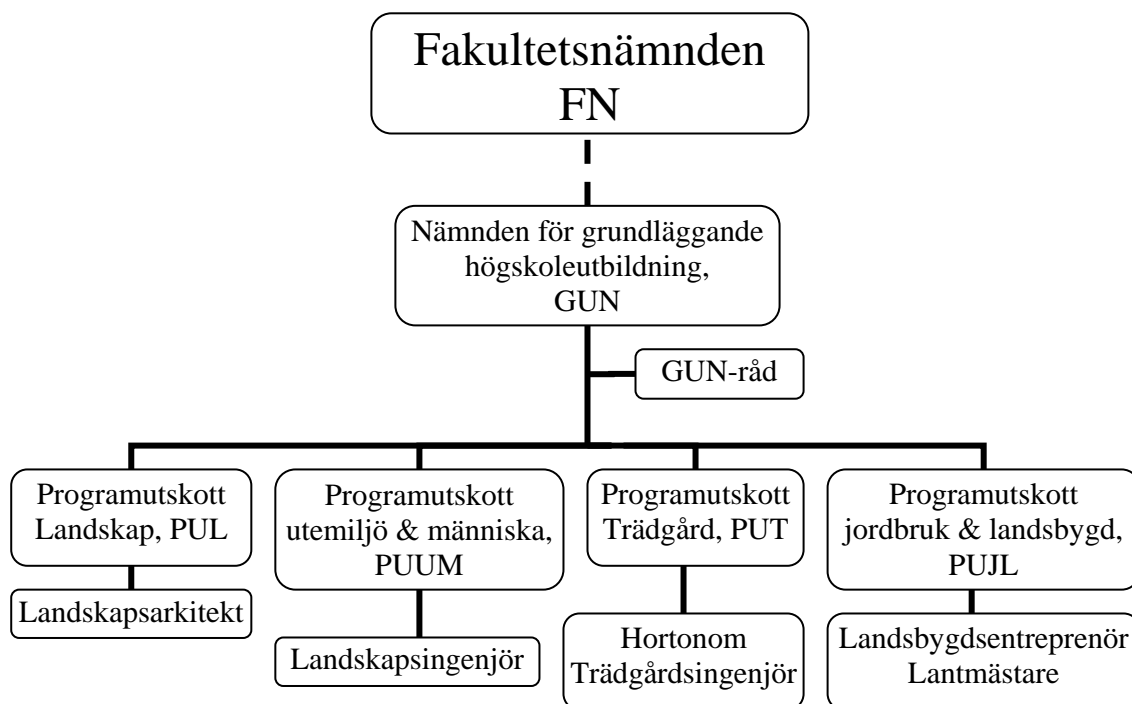 Fakultetsnämnden
FN
Nämnden för grundläggande
högskoleutbildning,
GUN
GUN-råd
Programutskott
Landskap, PUL
Programutskott
utemiljö & människa,
PUUM
Programutskott
Trädgård, PUT
Programutskott
jordbruk & landsbygd,
PUJL
Landskapsarkitekt
Landskapsingenjör
Hortonom
Trädgårdsingenjör
Landsbygdsentreprenör
Lantmästare